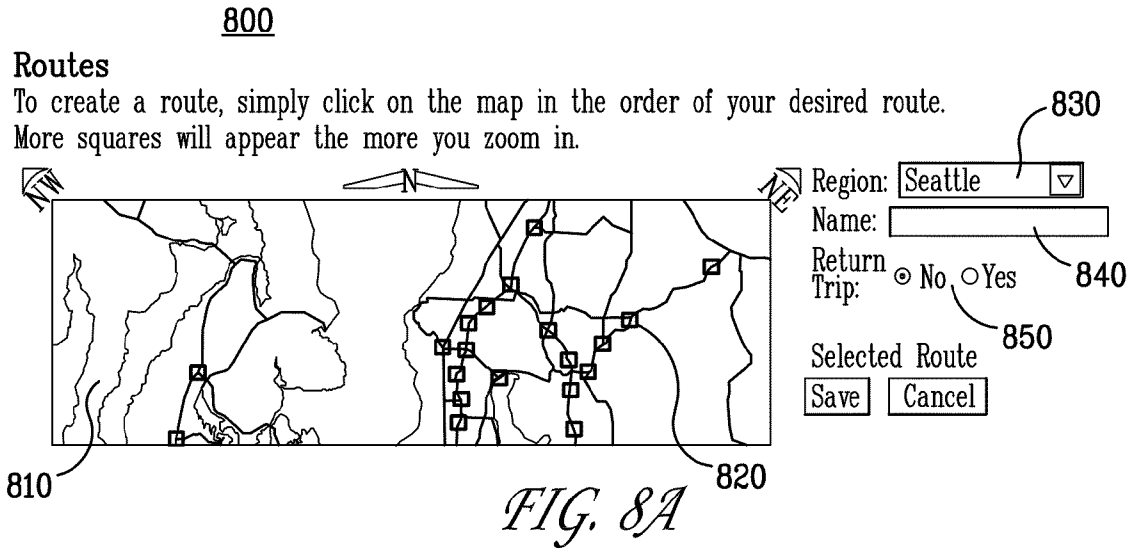 800
Routes
To create a route, simply click on the map in the order of your desired route.
More squares will appear the more you zoom in.
NW
N
NE
830
Region: Seattle
Name:
840
Return Trip: No Yes
850
Selected Route
Save Cancel
810
820
FIG. 8A